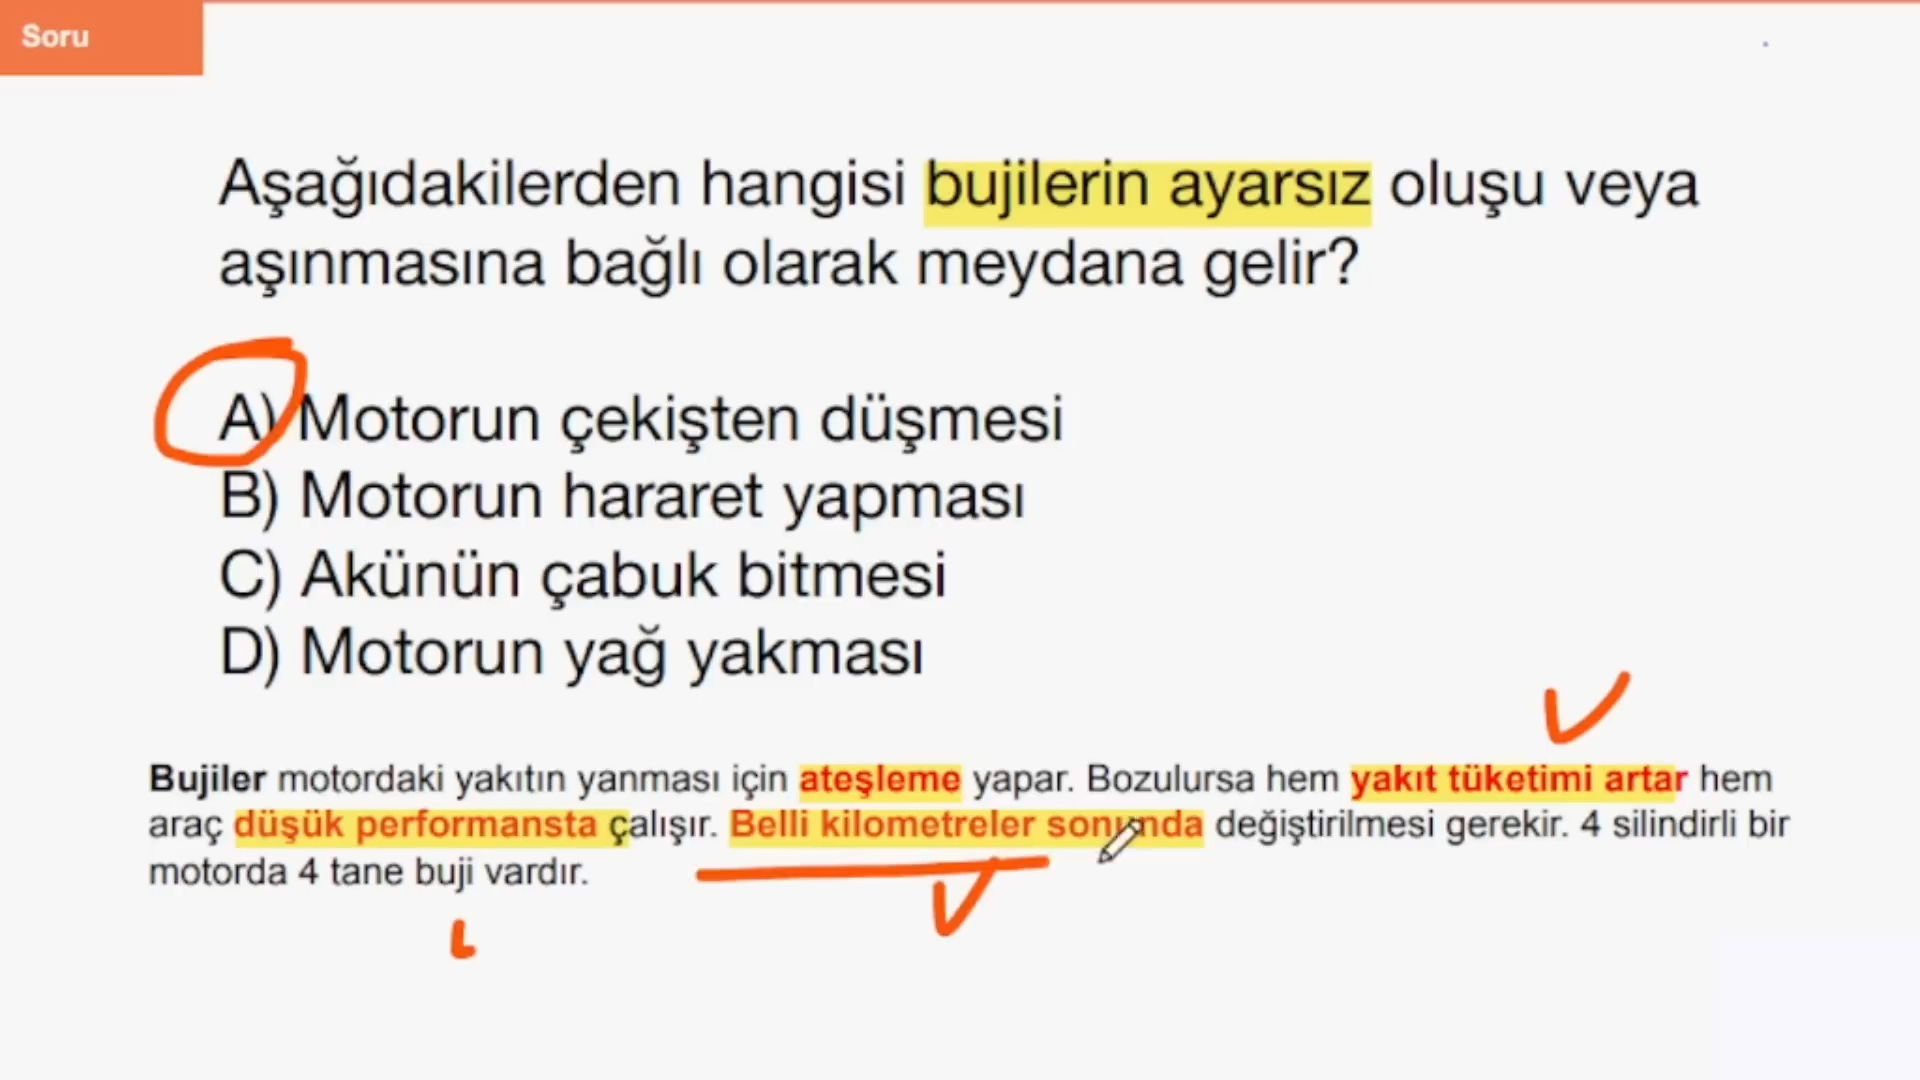 Soru
Aşağıdakilerden hangisi bujilerin ayarsız oluşu veya
aşınmasına bağlı olarak meydana gelir?
A) Motorun çekişten düşmesi
B) Motorun hararet yapması
C) Akünün çabuk bitmesi
D) Motorun yağ yakması
Bujiler motordaki yakıtın yanması için ateşleme yapar. Bozulursa hem yakıt tüketimi artar hem
araç düşük performansta çalışır. Belli kilometreler sonunda değiştirilmesi gerekir. 4 silindirli bir
motorda 4 tane buji vardır.